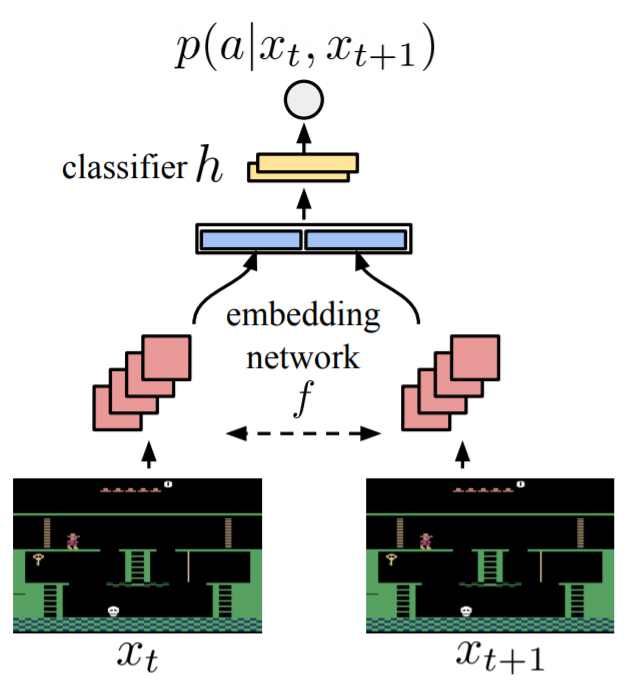 p(a|x_t, x_{t+1})
classifier h
embedding
network
f
x_t
x_{t+1}